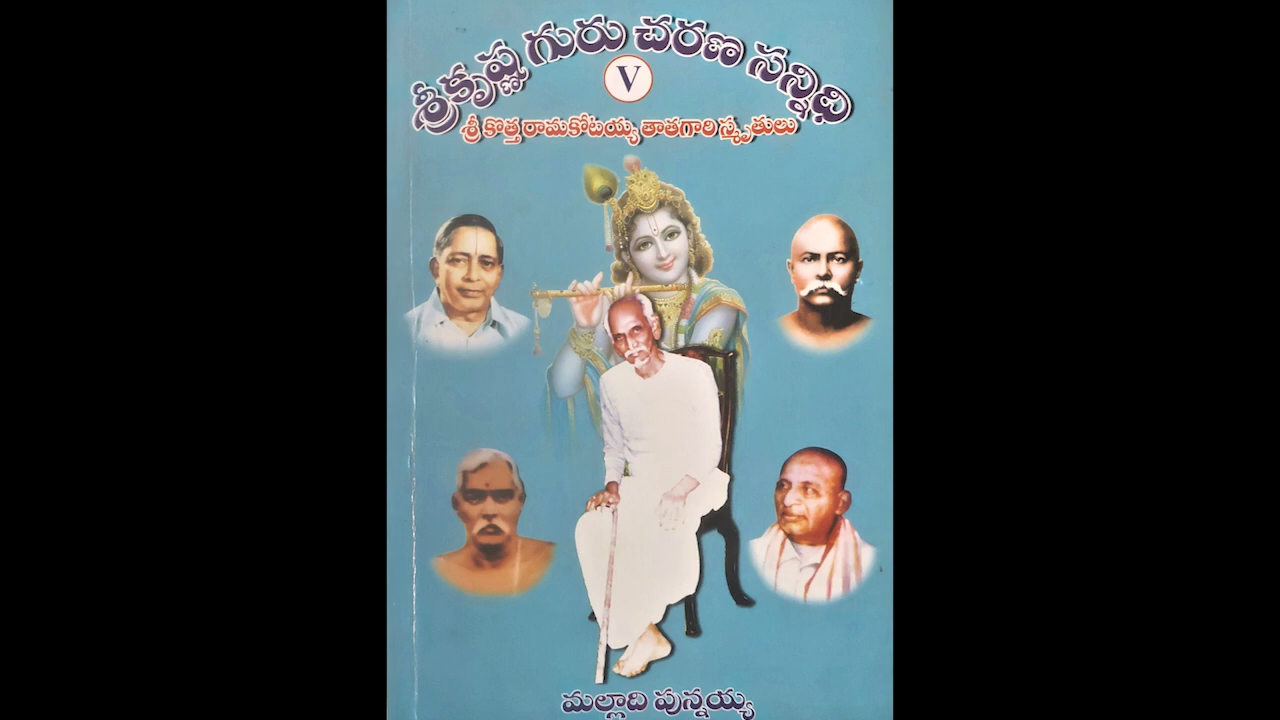 శ్రీకృష్ణ గురు చరణ సన్నిధి
V
శ్రీ కొత్త రామకోటయ్య తాతగారి స్మృతులు
మల్లాది పున్నయ్య